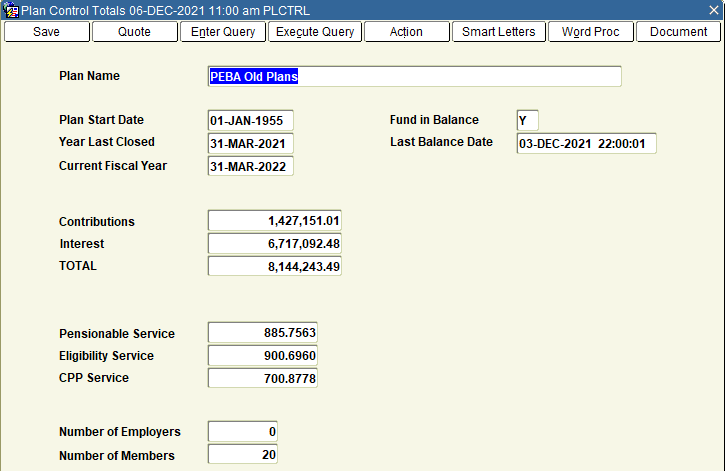 Plan Control Totals 06-DEC-2021 11:00 am PLCTRL
Save Quote Enter Query Execute Query Action Smart Letters Word Proc Document
Plan Name PEBA Old Plans
Plan Start Date 01-JAN-1955 Fund in Balance Y
Year Last Closed 31-MAR-2021 Last Balance Date 03-DEC-2021 22:00:01
Current Fiscal Year 31-MAR-2022
Contributions 1,427,151.01
Interest 6,717,092.48
TOTAL 8,144,243.49
Pensionable Service 885.7563
Eligibility Service 900.6960
CPP Service 700.8778
Number of Employers 0
Number of Members 20